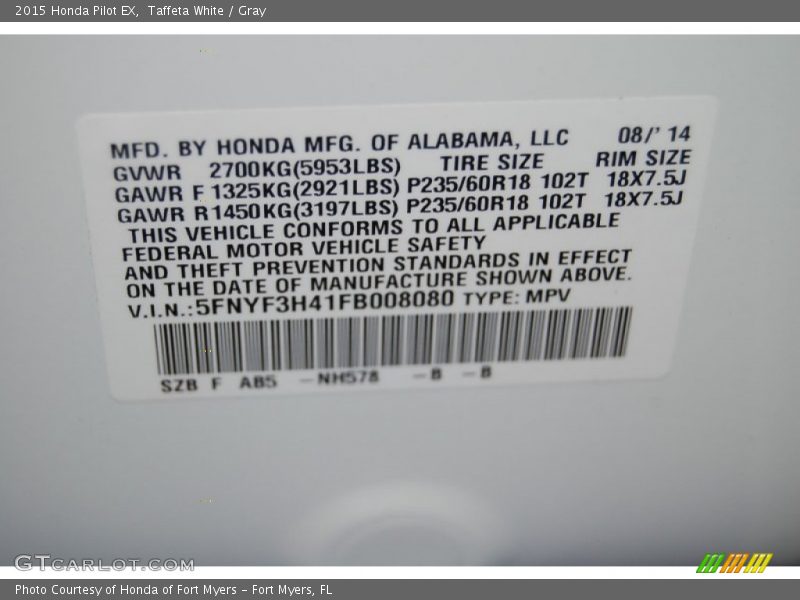 2015 Honda Pilot EX, Taffeta White / Gray
MFD. BY HONDA MFG. OF ALABAMA, LLC 08/' 14
GVWR 2700KG(5953LBS) TIRE SIZE RIM SIZE
GAWR F 1325KG(2921LBS) P235/60R18 102T 18X7.5J
GAWR R1450KG(3197LBS) P235/60R18 102T 18X7.5J
THIS VEHICLE CONFORMS TO ALL APPLICABLE
FEDERAL MOTOR VEHICLE SAFETY
AND THEFT PREVENTION STANDARDS IN EFFECT
ON THE DATE OF MANUFACTURE SHOWN ABOVE.
V.I.N.:5FNYF3H41FB008080 TYPE: MPV
SZB F AB5 -NH578 -B -B
GTCARLOT.COM
Photo Courtesy of Honda of Fort Myers - Fort Myers, FL